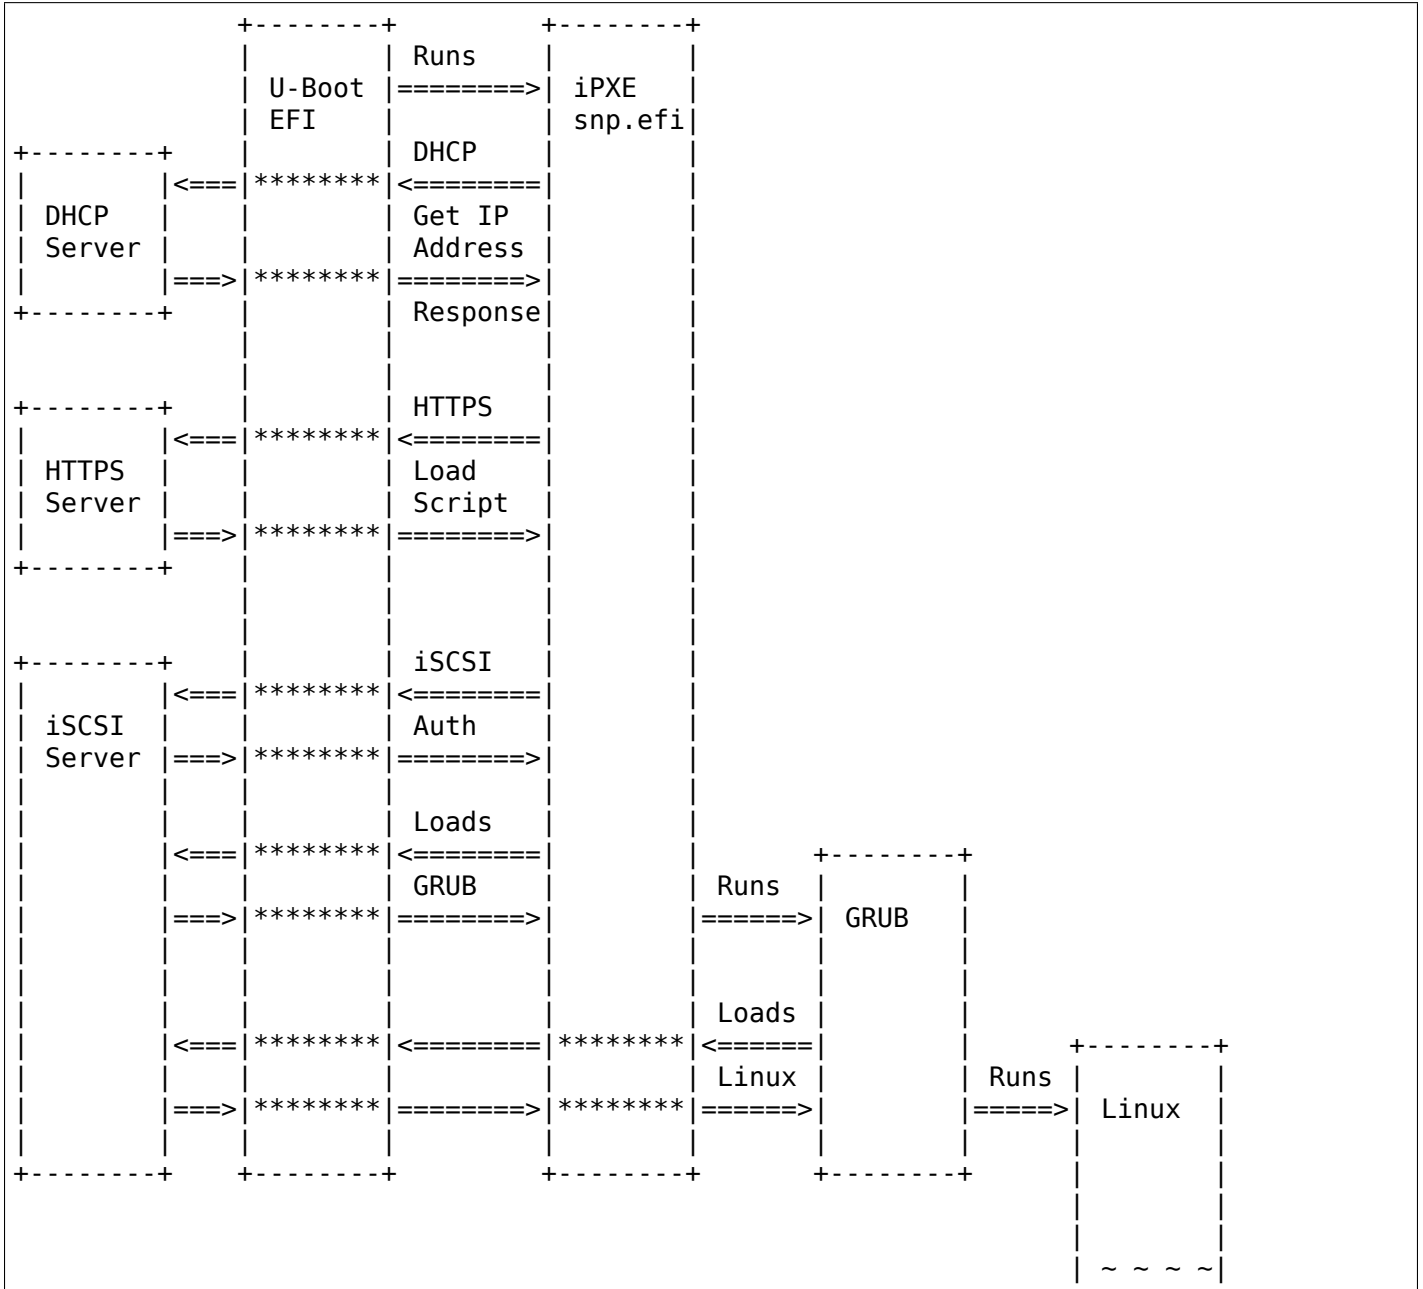 Runs
U-Boot ========> iPXE
EFI snp.efi
DHCP
<=== ******** <========
DHCP Get IP
Server Address
===> ******** ========>
Response
HTTPS
<=== ******** <========
HTTPS Load
Server Script
===> ******** ========>
iSCSI
<=== ******** <========
iSCSI Auth
Server ===> ******** ========>
Loads
<=== ******** <========
GRUB Runs
===> ******** ========> ======> GRUB
Loads
<=== ******** <======== ******** <======
Linux Runs
===> ******** ========> ******** ======> =====> Linux
~ ~ ~ ~